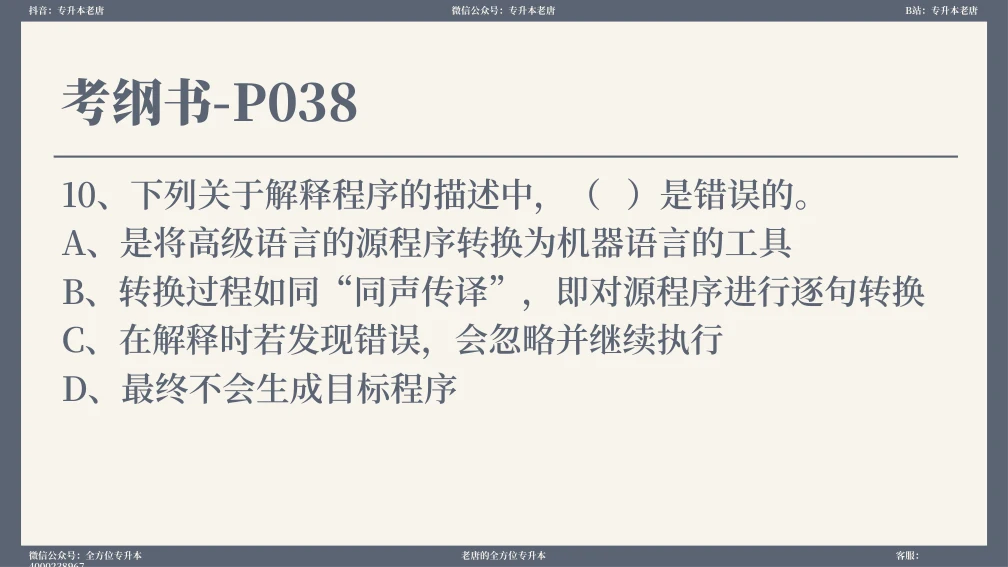 抖音：专升本老唐
微信公众号：专升本老唐
B站：专升本老唐
考纲书-P038
10、下列关于解释程序的描述中，（ ）是错误的。
A、是将高级语言的源程序转换为机器语言的工具
B、转换过程如同“同声传译”，即对源程序进行逐句转换
C、在解释时若发现错误，会忽略并继续执行
D、最终不会生成目标程序
微信公众号：全方位专升本
老唐的全方位专升本
客服：
4000238967